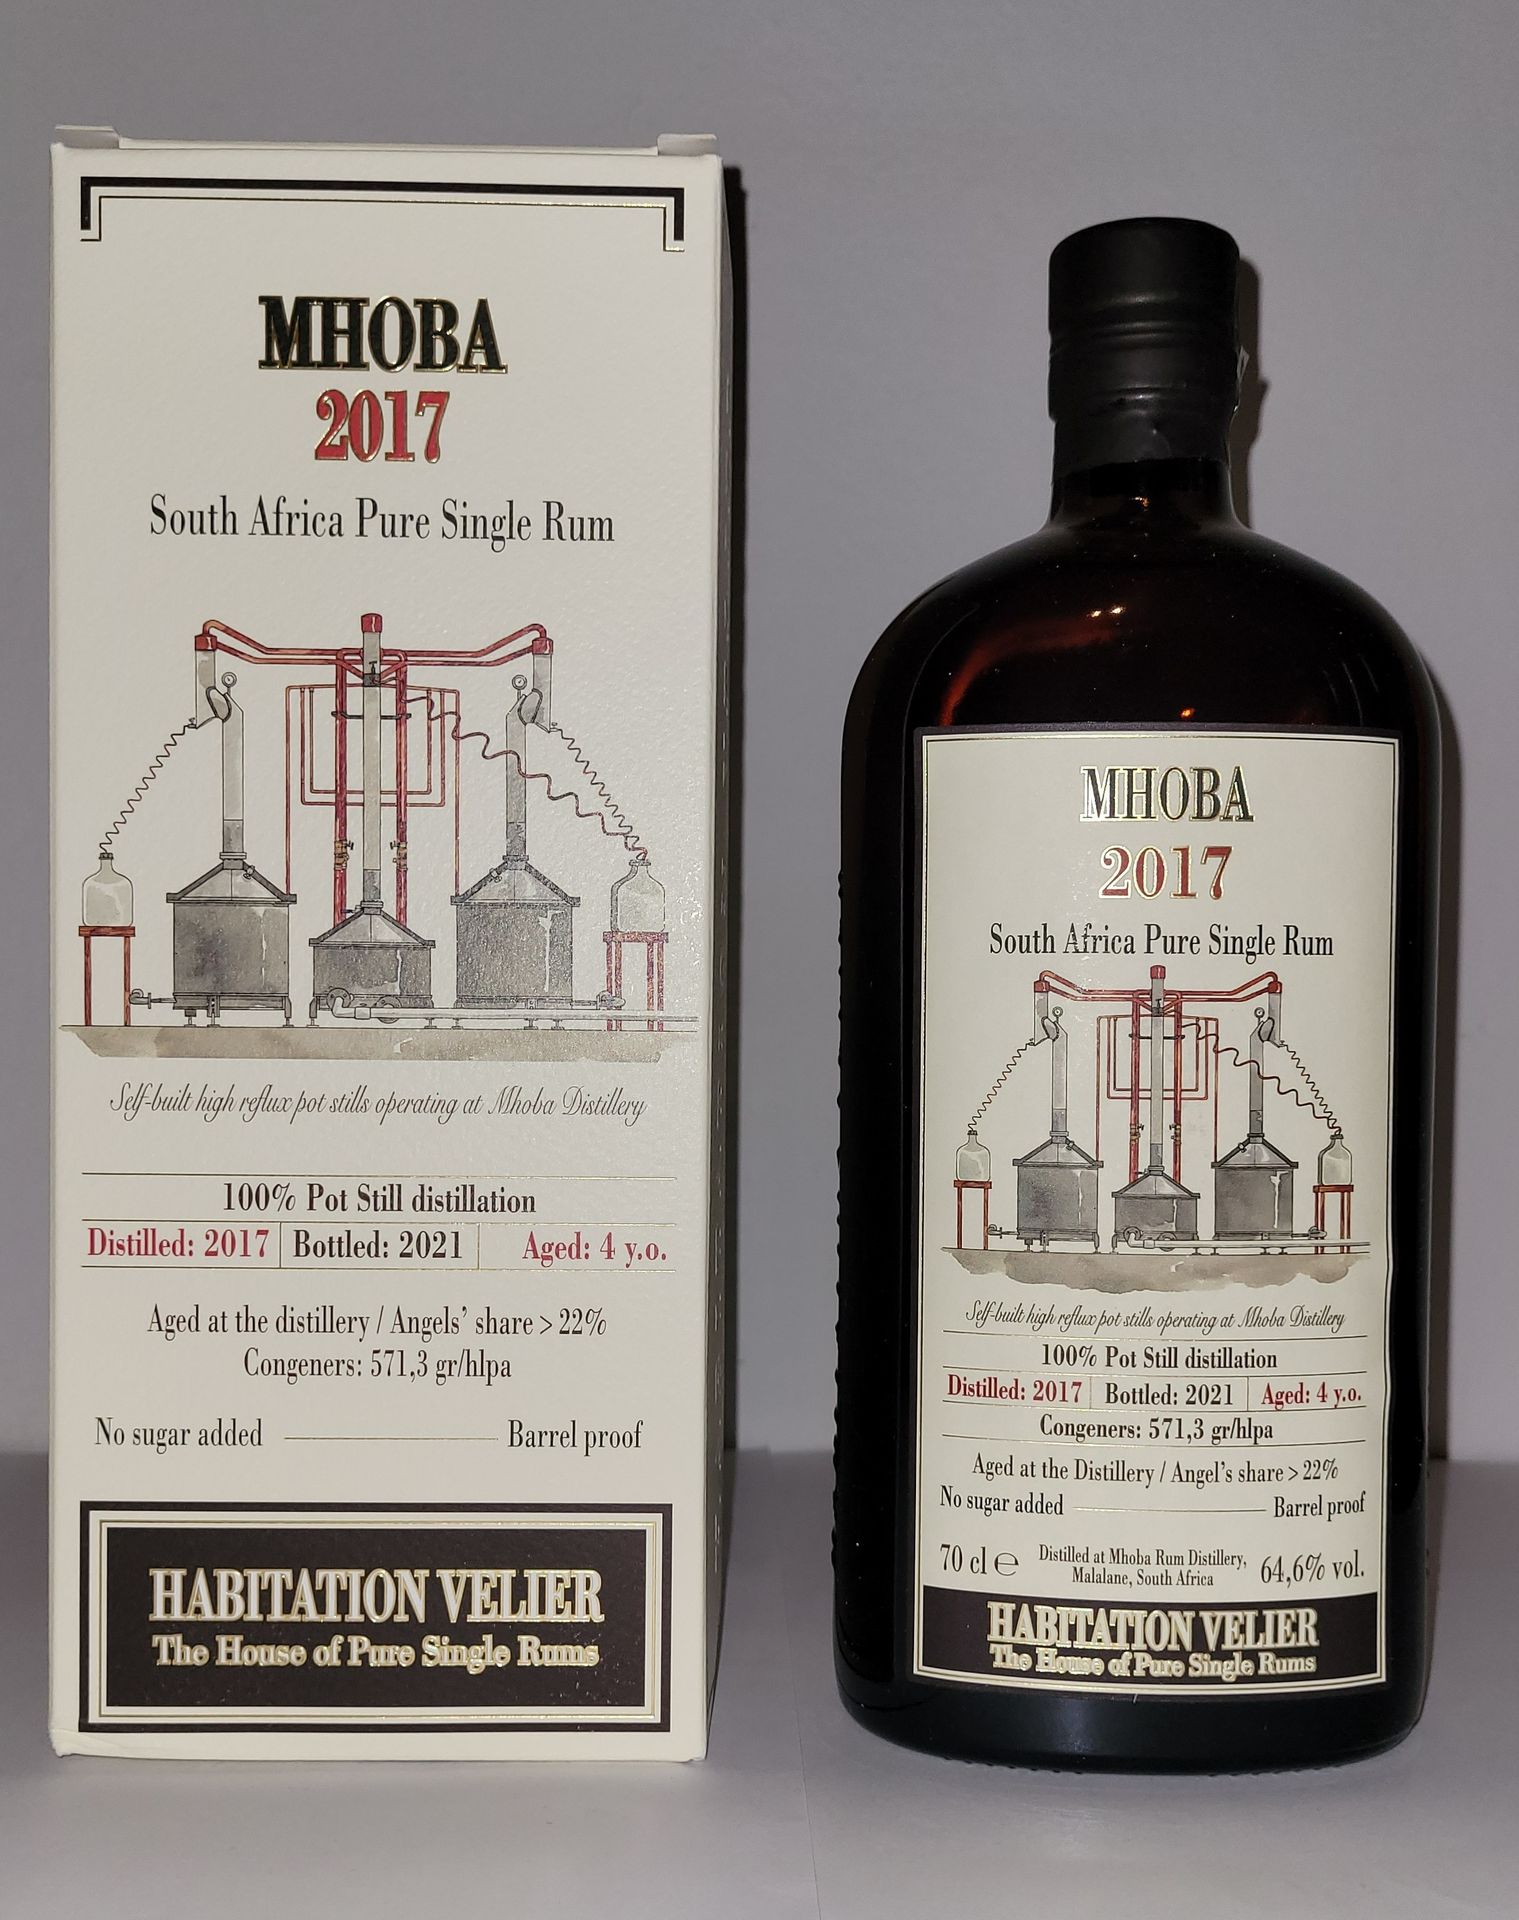 MHOBA
2017
South Africa Pure Single Rum
Self-built high reflux pot stills operating at Mhoba Distillery
100% Pot Still distillation
Distilled: 2017 Bottled: 2021 Aged: 4 y.o.
Aged at the distillery / Angels’ share > 22%
Congeners: 571,3 gr/hlpa
No sugar added Barrel proof
HABITATION VELIER
The House of Pure Single Rums
MHOBA
2017
South Africa Pure Single Rum
Self-built high reflux pot stills operating at Mhoba Distillery
100% Pot Still distillation
Distilled: 2017 Bottled: 2021 Aged: 4 y.o.
Congeners: 571,3 gr/hlpa
Aged at the Distillery / Angel's share > 22%
No sugar added Barrel proof
70 cl ℮ Distilled at Mhoba Rum Distillery, 64,6% vol.
Malalane, South Africa
HABITATION VELIER
The House of Pure Single Rums